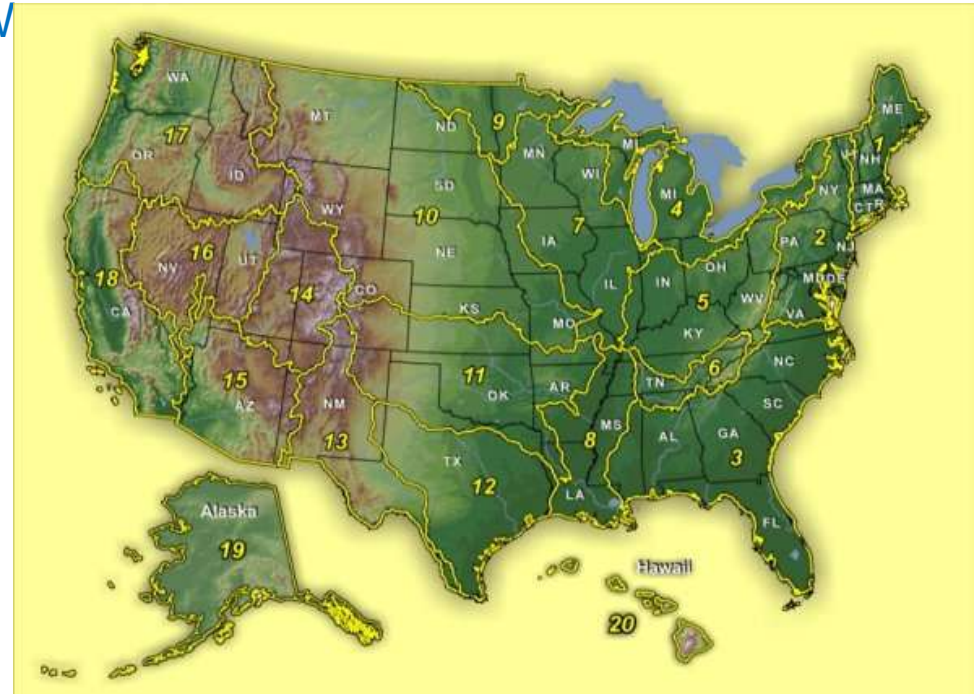 WA
MT
ND
9
MN
MI
ME
17
OR
ID
WI
MI
4
NH
1
SD
10
WY
7
NY
MA
CT
16
NV
UT
NE
IA
PA
2
NJ
14
CO
IL
IN
OH
5
WV
MD
DE
18
CA
KS
MO
KY
VA
15
AZ
11
OK
AR
TN
6
NC
NM
13
MS
8
AL
GA
3
SC
TX
12
LA
FL
Alaska
19
Hawaii
20